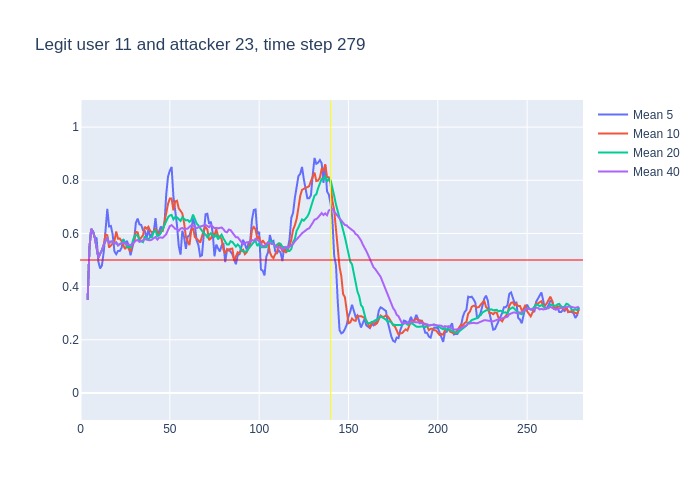 Legit user 11 and attacker 23, time step 279
Mean 5
Mean 10
Mean 20
Mean 40
1
0.8
0.6
0.4
0.2
0
0 50 100 150 200 250